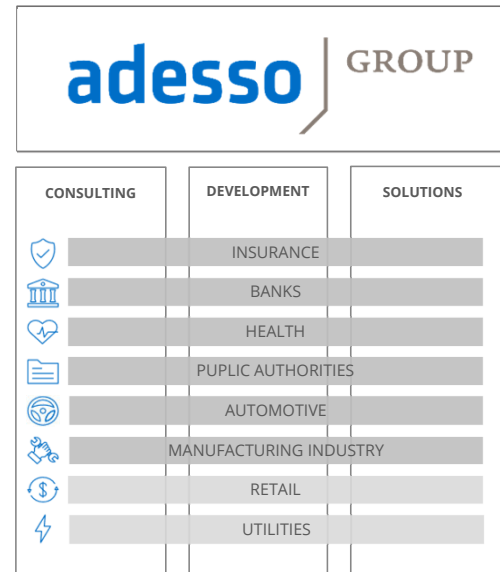 adesso GROUP
CONSULTING DEVELOPMENT SOLUTIONS
INSURANCE
BANKS
HEALTH
PUPLIC AUTHORITIES
AUTOMOTIVE
MANUFACTURING INDUSTRY
RETAIL
UTILITIES